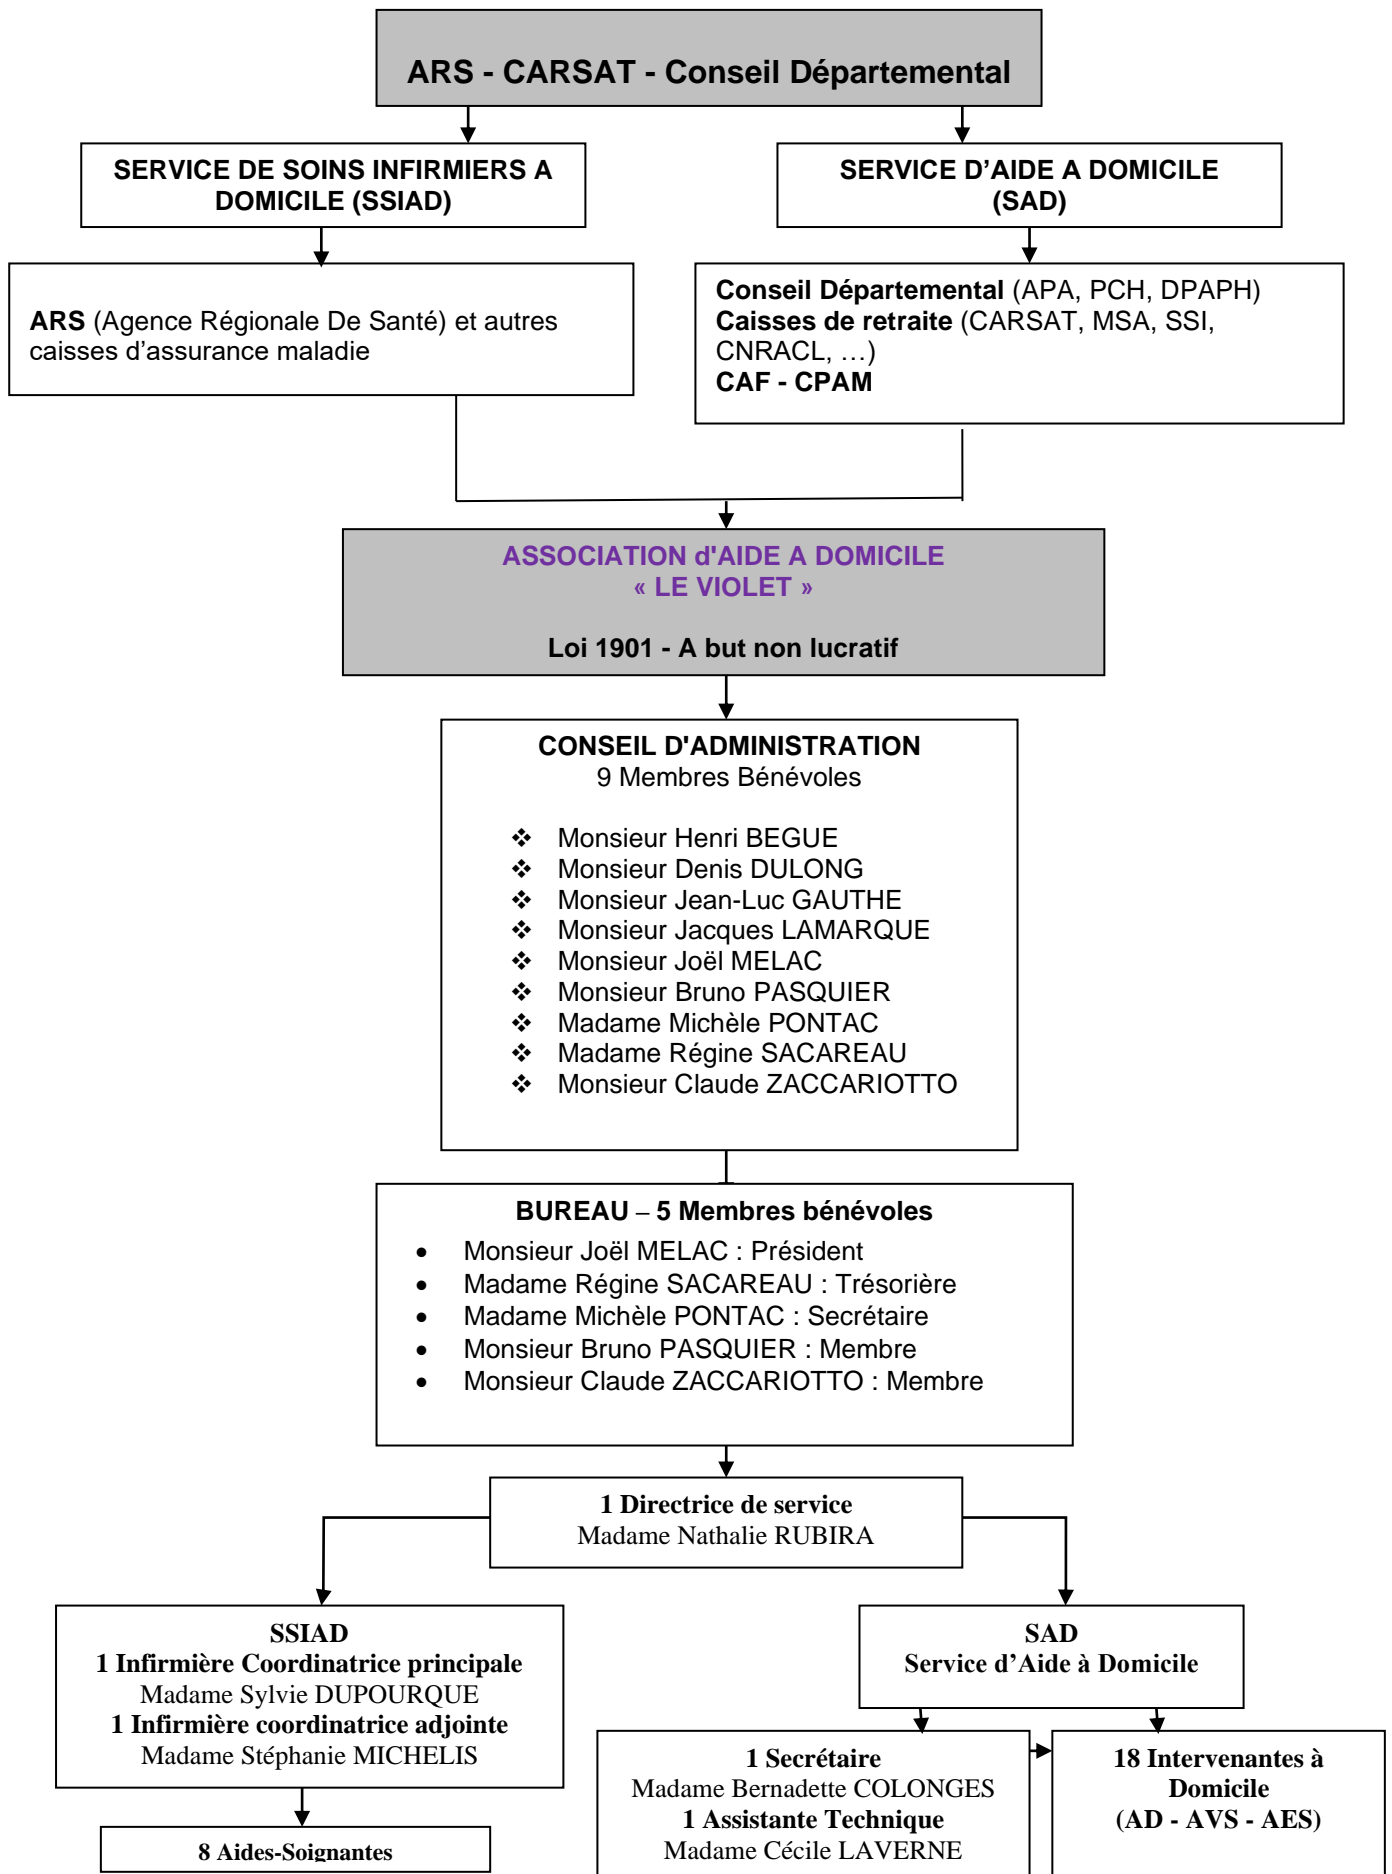 ARS - CARSAT - Conseil Départemental
SERVICE DE SOINS INFIRMIERS A
DOMICILE (SSIAD)
SERVICE D’AIDE A DOMICILE
(SAD)
ARS (Agence Régionale De Santé) et autres
caisses d’assurance maladie
Conseil Départemental (APA, PCH, DPAPH)
Caisses de retraite (CARSAT, MSA, SSI,
CNRACL, …)
CAF - CPAM
ASSOCIATION d'AIDE A DOMICILE
« LE VIOLET »
Loi 1901 - A but non lucratif
CONSEIL D'ADMINISTRATION
9 Membres Bénévoles
❖ Monsieur Henri BEGUE
❖ Monsieur Denis DULONG
❖ Monsieur Jean-Luc GAUTHE
❖ Monsieur Jacques LAMARQUE
❖ Monsieur Joël MELAC
❖ Monsieur Bruno PASQUIER
❖ Madame Michèle PONTAC
❖ Madame Régine SACAREAU
❖ Monsieur Claude ZACCARIOTTO
BUREAU – 5 Membres bénévoles
• Monsieur Joël MELAC : Président
• Madame Régine SACAREAU : Trésorière
• Madame Michèle PONTAC : Secrétaire
• Monsieur Bruno PASQUIER : Membre
• Monsieur Claude ZACCARIOTTO : Membre
1 Directrice de service
Madame Nathalie RUBIRA
SSIAD
1 Infirmière Coordinatrice principale
Madame Sylvie DUPOURQUE
1 Infirmière coordinatrice adjointe
Madame Stéphanie MICHELIS
8 Aides-Soignantes
SAD
Service d’Aide à Domicile
1 Secrétaire
Madame Bernadette COLONGES
1 Assistante Technique
Madame Cécile LAVERNE
18 Intervenantes à
Domicile
(AD - AVS - AES)